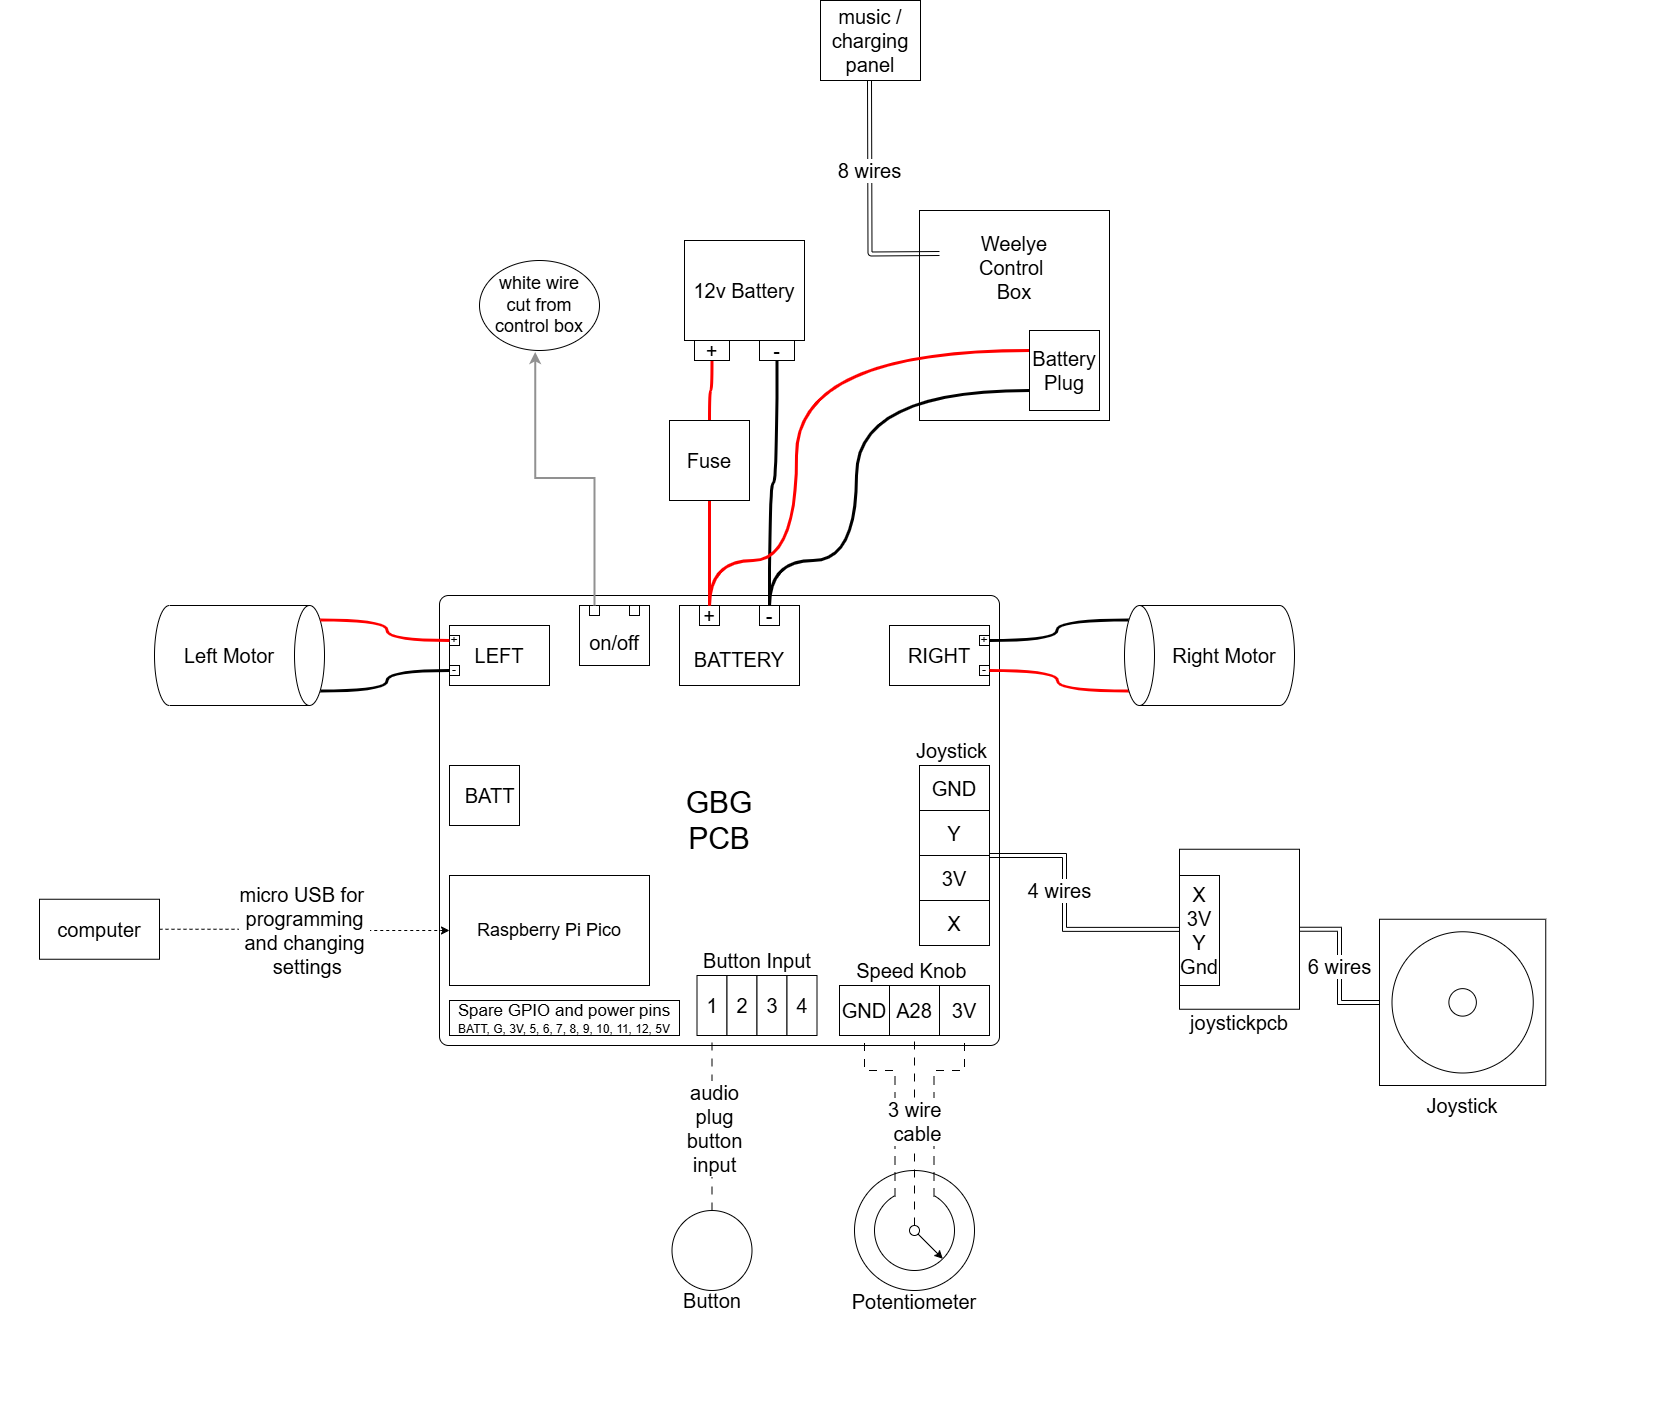 music /
charging
panel
8 wires
Weelye
Control
Box
Battery
Plug
12v Battery
+
-
white wire
cut from
control box
Fuse
Left Motor
+
-
LEFT
on/off
+
-
BATTERY
RIGHT
+
-
Right Motor
BATT
GBG
PCB
Joystick
GND
Y
3V
X
4 wires
X
3V
Y
Gnd
joystickpcb
6 wires
Joystick
computer
micro USB for
programming
and changing
settings
Raspberry Pi Pico
Spare GPIO and power pins
BATT, G, 3V, 5, 6, 7, 8, 9, 10, 11, 12, 5V
Button Input
1 2 3 4
Speed Knob
GND A28 3V
audio
plug
button
input
Button
3 wire
cable
Potentiometer